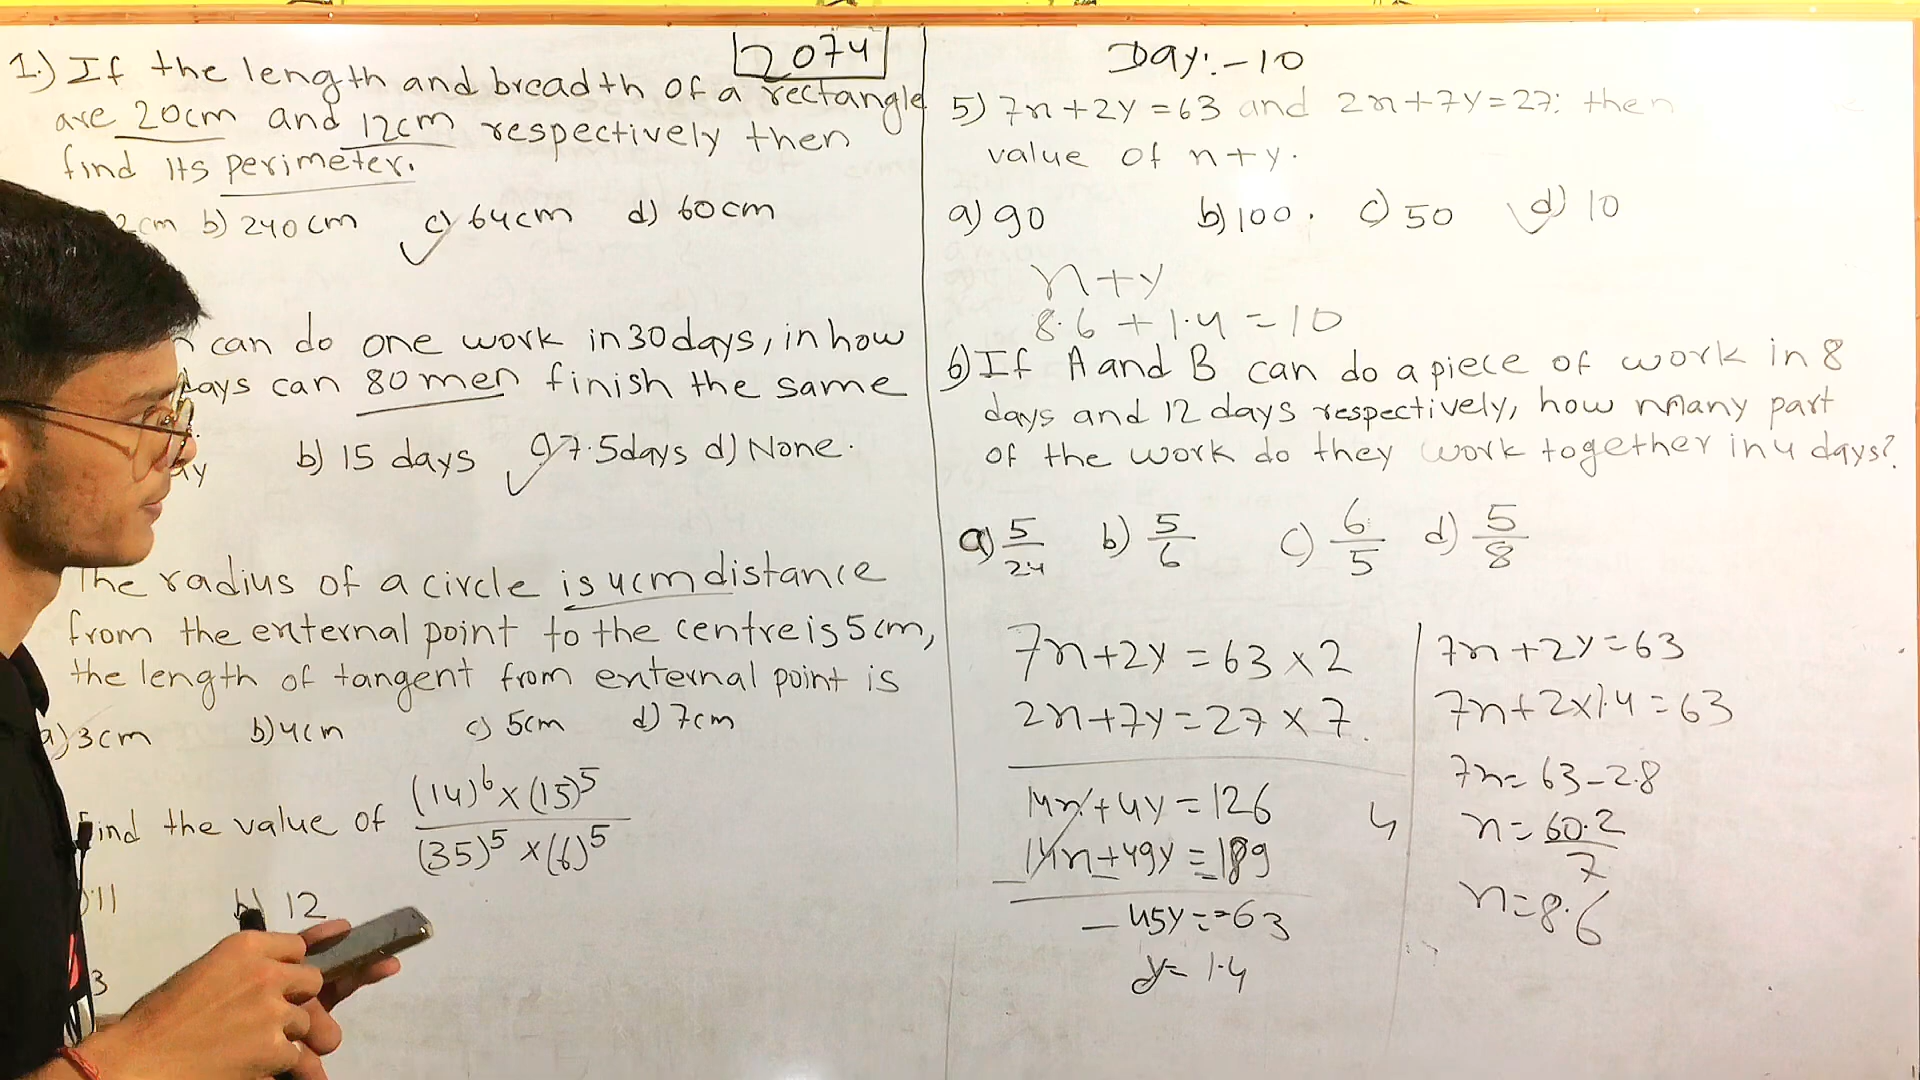 2074
1.) If the length and breadth of a rectangle
are 20cm and 12cm respectively then
find its perimeter.
2cm b) 240cm c) 64cm d) 60cm
n can do one work in 30 days, in how
days can 80 men finish the same
b) 15 days c) 7.5 days d) None.
The radius of a circle is 4cm distance
from the external point to the centre is 5cm,
the length of tangent from external point is
a) 3cm b) 4cm c) 5cm d) 7cm
find the value of (14)^6 x (15)^5 / (35)^5 x (6)^5
11 b) 12
3
Day:-10
5) 7x+2y=63 and 2x+7y=27: then
value of x+y.
a) 90 b) 100. c) 50 d) 10
x+y
8.6 + 1.4 = 10
6) If A and B can do a piece of work in 8
days and 12 days respectively, how many part
of the work do they work together in 4 days?
a) 5/24 b) 5/6 c) 6/5 d) 5/8
7x+2y = 63 x 2
2x+7y = 27 x 7
14x+4y = 126
14x+49y = 189
- 45y = -63
y = 1.4
7x+2y=63
7x+2x1.4=63
7x= 63-2.8
x= 60.2/7
x=8.6